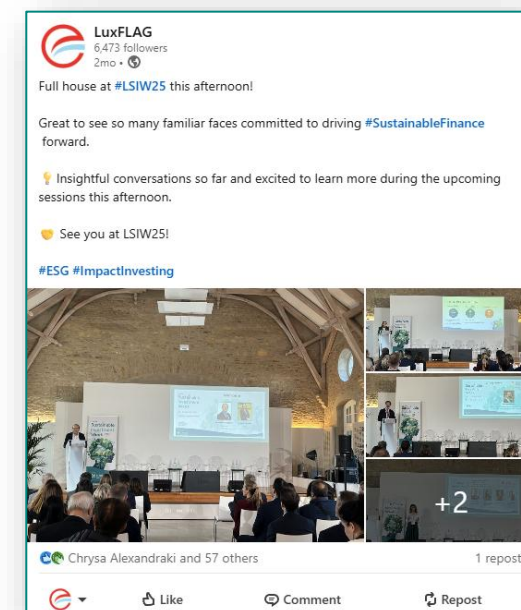 LuxFLAG
6,473 followers
2mo •
Full house at #LSIW25 this afternoon!
Great to see so many familiar faces committed to driving #SustainableFinance
forward.
Insightful conversations so far and excited to learn more during the upcoming
sessions this afternoon.
See you at LSIW25!
#ESG #ImpactInvesting
+2
Chrysa Alexandraki and 57 others
1 repost
Like
Comment
Repost